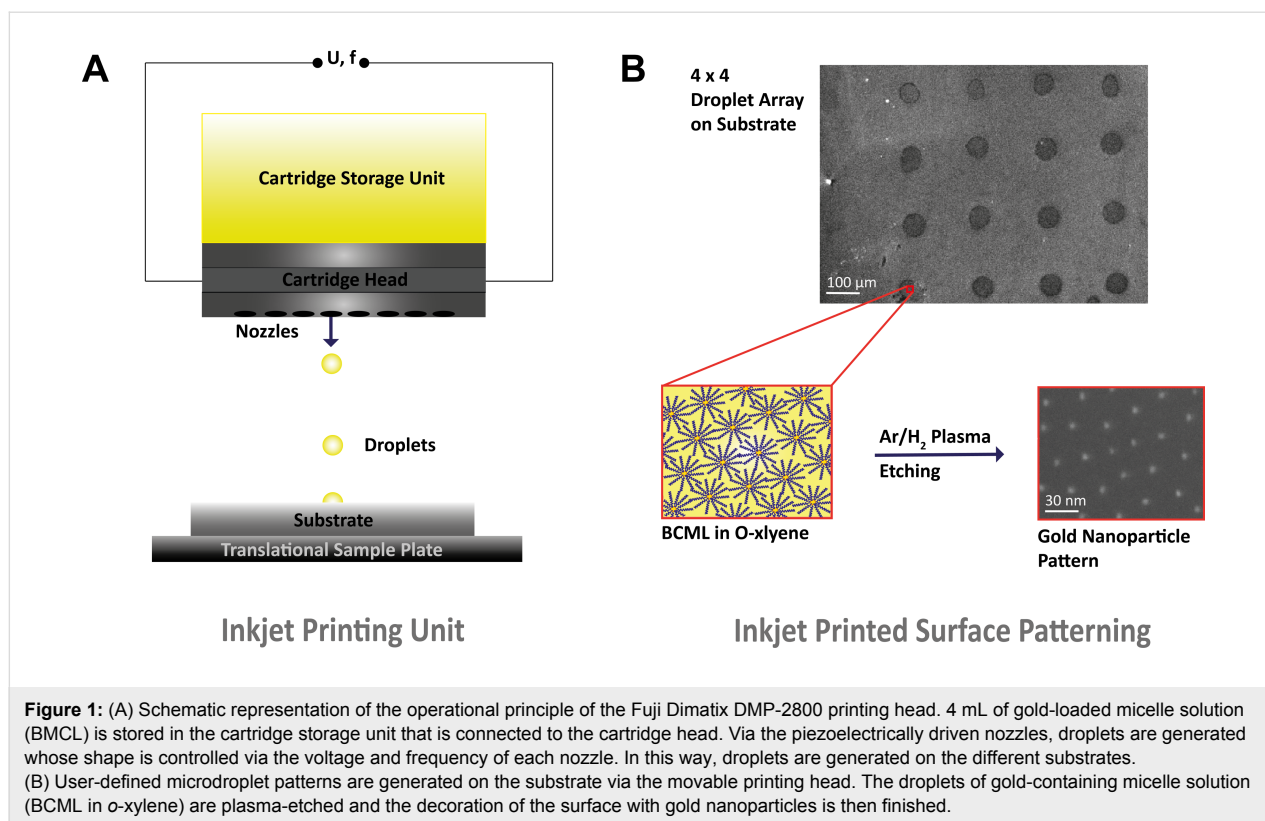 A
U, f
Cartridge Storage Unit
Cartridge Head
Nozzles
Droplets
Substrate
Translational Sample Plate
Inkjet Printing Unit
B
4 x 4
Droplet Array
on Substrate
100 µm
BCML in O-xlyene
Ar/H₂ Plasma
Etching
30 nm
Gold Nanoparticle
Pattern
Inkjet Printed Surface Patterning
Figure 1: (A) Schematic representation of the operational principle of the Fuji Dimatix DMP-2800 printing head. 4 mL of gold-loaded micelle solution
(BMCL) is stored in the cartridge storage unit that is connected to the cartridge head. Via the piezoelectrically driven nozzles, droplets are generated
whose shape is controlled via the voltage and frequency of each nozzle. In this way, droplets are generated on the different substrates.
(B) User-defined microdroplet patterns are generated on the substrate via the movable printing head. The droplets of gold-containing micelle solution
(BCML in o-xylene) are plasma-etched and the decoration of the surface with gold nanoparticles is then finished.